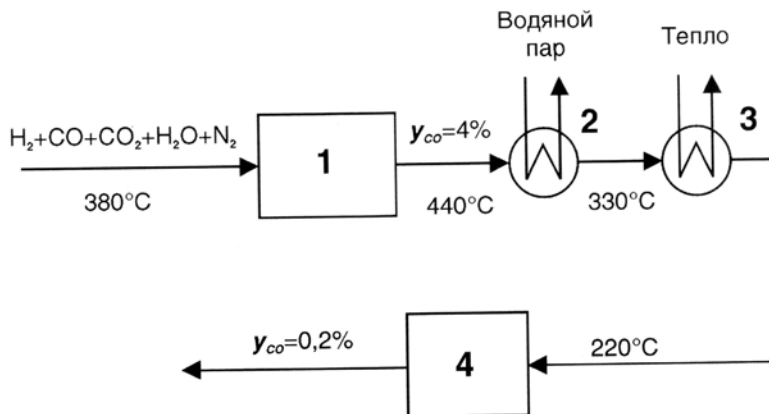 Водяной
пар
Тепло
H₂+CO+CO₂+H₂O+N₂
380°C
1
y_co=4%
440°C
2
330°C
3
y_co=0,2%
4
220°C